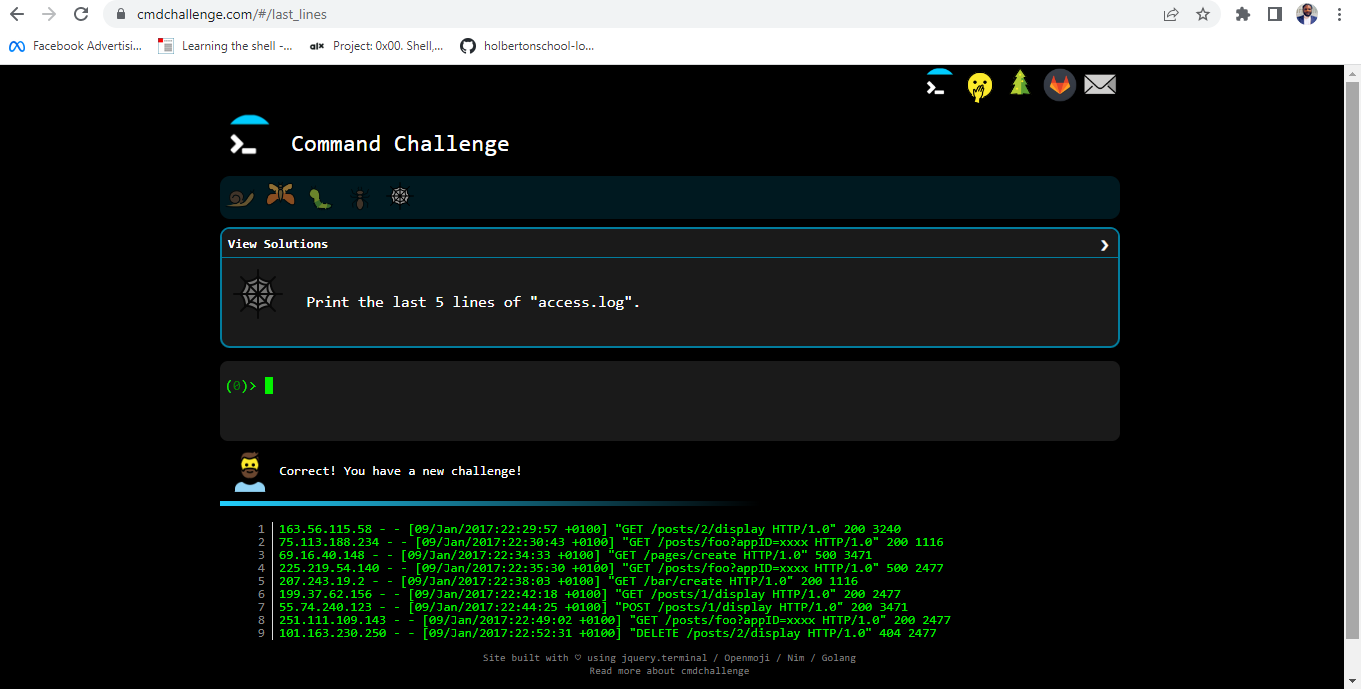 cmdchallenge.com/#/last_lines
Facebook Advertisi...
Learning the shell -...
alx Project: 0x00. Shell,...
holbertonschool-lo...
Command Challenge
View Solutions
Print the last 5 lines of "access.log".
(0)>
Correct! You have a new challenge!
1 163.56.115.58 - - [09/Jan/2017:22:29:57 +0100] "GET /posts/2/display HTTP/1.0" 200 3240
2 75.113.188.234 - - [09/Jan/2017:22:30:43 +0100] "GET /posts/foo?appID=xxxx HTTP/1.0" 200 1116
3 69.16.40.148 - - [09/Jan/2017:22:34:33 +0100] "GET /pages/create HTTP/1.0" 500 3471
4 225.219.54.140 - - [09/Jan/2017:22:35:30 +0100] "GET /posts/foo?appID=xxxx HTTP/1.0" 500 2477
5 207.243.19.2 - - [09/Jan/2017:22:38:03 +0100] "GET /bar/create HTTP/1.0" 200 1116
6 199.37.62.156 - - [09/Jan/2017:22:42:18 +0100] "GET /posts/1/display HTTP/1.0" 200 2477
7 55.74.240.123 - - [09/Jan/2017:22:44:25 +0100] "POST /posts/1/display HTTP/1.0" 200 3471
8 251.111.109.143 - - [09/Jan/2017:22:49:02 +0100] "GET /posts/foo?appID=xxxx HTTP/1.0" 200 2477
9 101.163.230.250 - - [09/Jan/2017:22:52:31 +0100] "DELETE /posts/2/display HTTP/1.0" 404 2477
Site built with ♡ using jquery.terminal / Openmoji / Nim / Golang
Read more about cmdchallenge